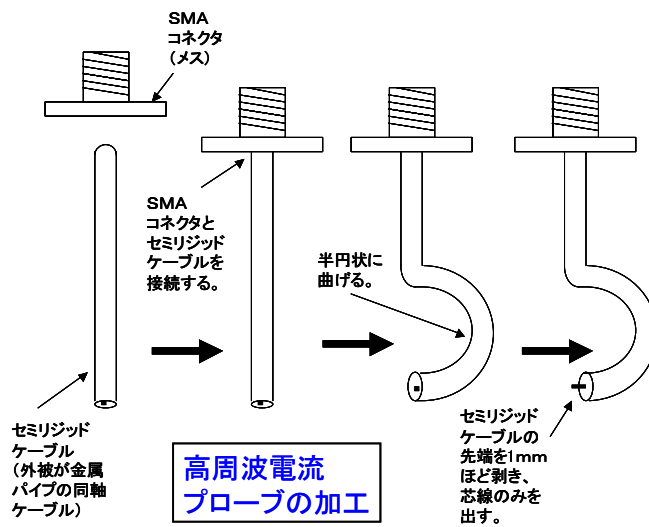 SMA
コネクタ
(メス)
SMA
コネクタと
セミリジッド
ケーブルを
接続する。
半円状に
曲げる。
セミリジッド
ケーブル
(外被が金属
パイプの同軸
ケーブル)
セミリジッド
ケーブルの
先端を1mm
ほど剥き、
芯線のみを
出す。
高周波電流
プローブの加工